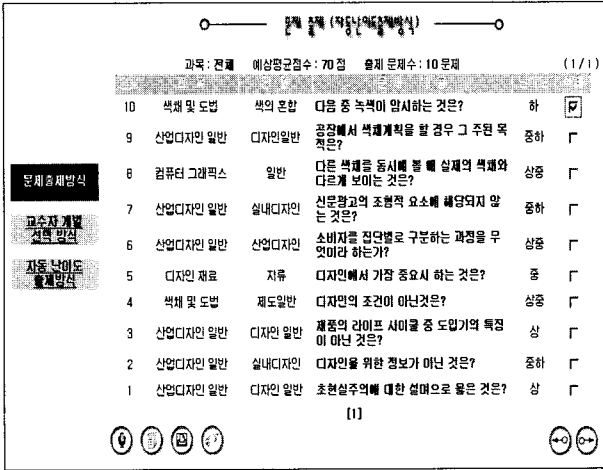 문제 출제 (자동난이도출제방식)
과목 : 전체 예상평균점수 : 70 점 출제 문제수 : 10 문제 (1/1)
10 색채 및 도법 색의 혼합 다음 중 녹색이 암시하는 것은? 하
9 산업디자인 일반 디자인일반 공장에서 색채계획을 할 경우 그 주된 목
적은? 중하
8 컴퓨터 그래픽스 일반 다른 색채를 동시에 볼 때 실제의 색채와
다르게 보이는 것은? 상중
7 산업디자인 일반 실내디자인 신문광고의 조형적 요소에 해당되지 않
는 것은? 중하
6 산업디자인 일반 산업디자인 소비자를 집단별로 구분하는 과정을 무
엇이라 하는가? 상중
5 디자인 재료 지류 디자인에서 가장 중요시 하는 것은? 중
4 색채 및 도법 제도일반 디자인의 조건이 아닌것은? 상중
3 산업디자인 일반 디자인 일반 제품의 라이프 사이클 중 도입기의 특징
이 아닌 것은? 상
2 산업디자인 일반 실내디자인 디자인을 위한 정보가 아닌 것은? 중하
1 산업디자인 일반 디자인 일반 초현실주의에 대한 설며으로 옳은 것은? 상
[1]
문제출제방식
교수자 개별
선택 방식
자동 난이도
출제방식